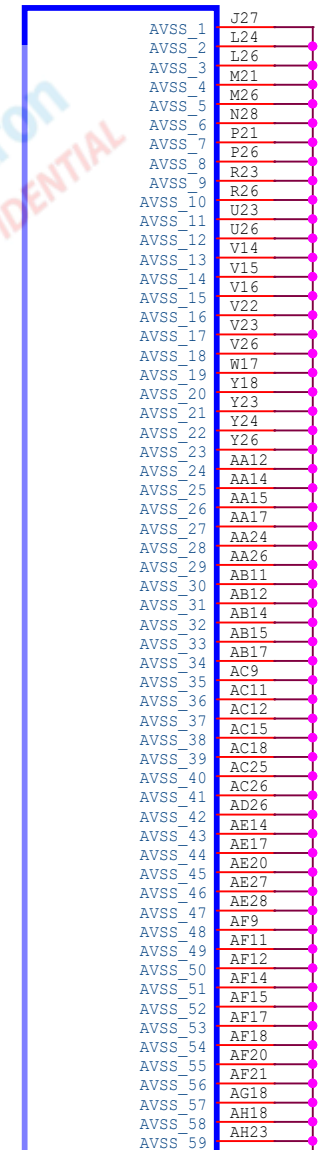 AVSS_1 J27
AVSS_2 L24
AVSS_3 L26
AVSS_4 M21
AVSS_5 M26
AVSS_6 N28
AVSS_7 P21
AVSS_8 P26
AVSS_9 R23
AVSS_10 R26
AVSS_11 U23
AVSS_12 U26
AVSS_13 V14
AVSS_14 V15
AVSS_15 V16
AVSS_16 V22
AVSS_17 V23
AVSS_18 V26
AVSS_19 W17
AVSS_20 Y18
AVSS_21 Y23
AVSS_22 Y24
AVSS_23 Y26
AVSS_24 AA12
AVSS_25 AA14
AVSS_26 AA15
AVSS_27 AA17
AVSS_28 AA24
AVSS_29 AA26
AVSS_30 AB11
AVSS_31 AB12
AVSS_32 AB14
AVSS_33 AB15
AVSS_34 AB17
AVSS_35 AC9
AVSS_36 AC11
AVSS_37 AC12
AVSS_38 AC15
AVSS_39 AC18
AVSS_40 AC25
AVSS_41 AC26
AVSS_42 AD26
AVSS_43 AE14
AVSS_44 AE17
AVSS_45 AE20
AVSS_46 AE27
AVSS_47 AE28
AVSS_48 AF9
AVSS_49 AF11
AVSS_50 AF12
AVSS_51 AF14
AVSS_52 AF15
AVSS_53 AF17
AVSS_54 AF18
AVSS_55 AF20
AVSS_56 AF21
AVSS_57 AG18
AVSS_58 AH18
AVSS_59 AH23